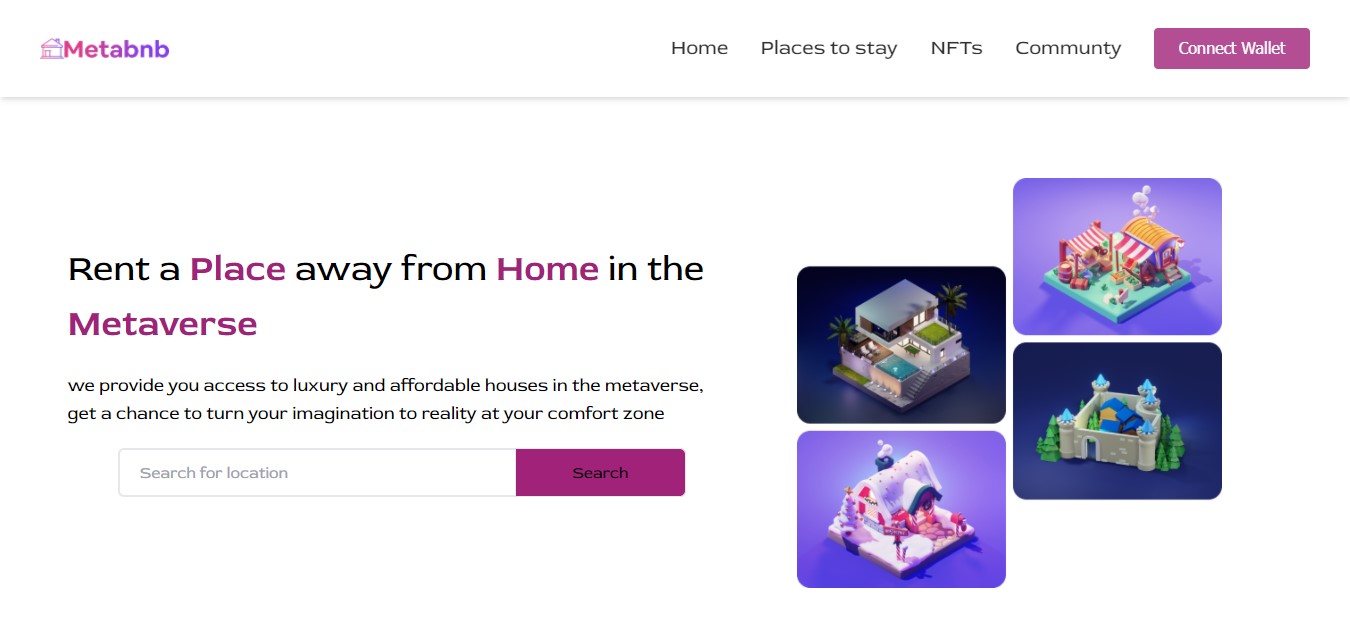 Metabnb
Home
Places to stay
NFTs
Communty
Connect Wallet
Rent a Place away from Home in the
Metaverse
we provide you access to luxury and affordable houses in the metaverse,
get a chance to turn your imagination to reality at your comfort zone
Search for location
Search